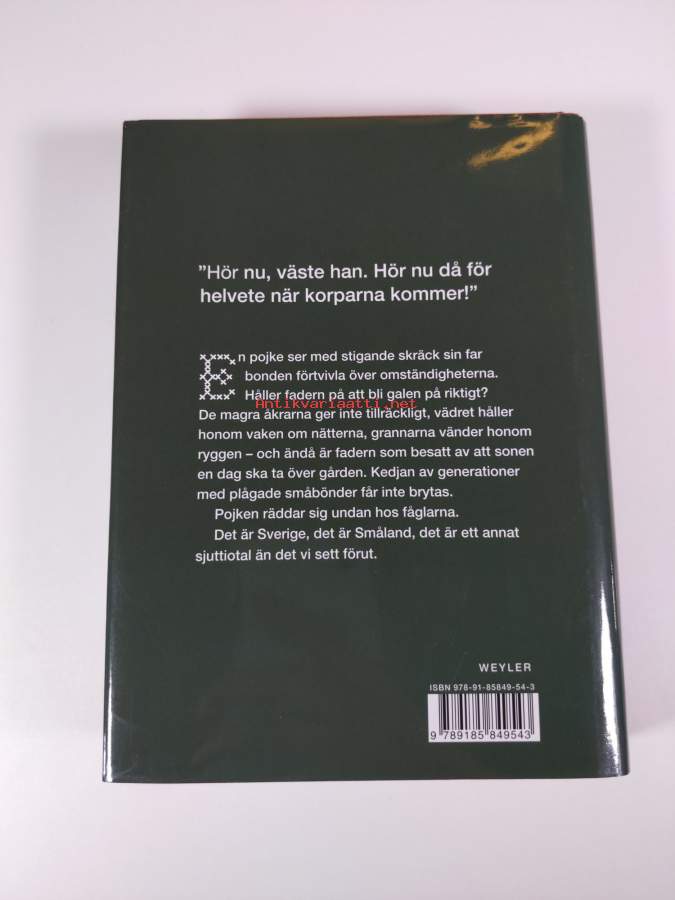 ”Hör nu, väste han. Hör nu då för
helvete när korparna kommer!”
En pojke ser med stigande skräck sin far
bonden förtvivla över omständigheterna.
Håller fadern på att bli galen på riktigt?
Antikvariaatti.net
De magra åkrarna ger inte tillräckligt, vädret håller
honom vaken om nätterna, grannarna vänder honom
ryggen – och ändå är fadern som besatt av att sonen
en dag ska ta över gården. Kedjan av generationer
med plågade småbönder får inte brytas.
Pojken räddar sig undan hos fåglarna.
Det är Sverige, det är Småland, det är ett annat
sjuttiotal än det vi sett förut.
WEYLER
ISBN 978-91-85849-54-3
9 789185 849543